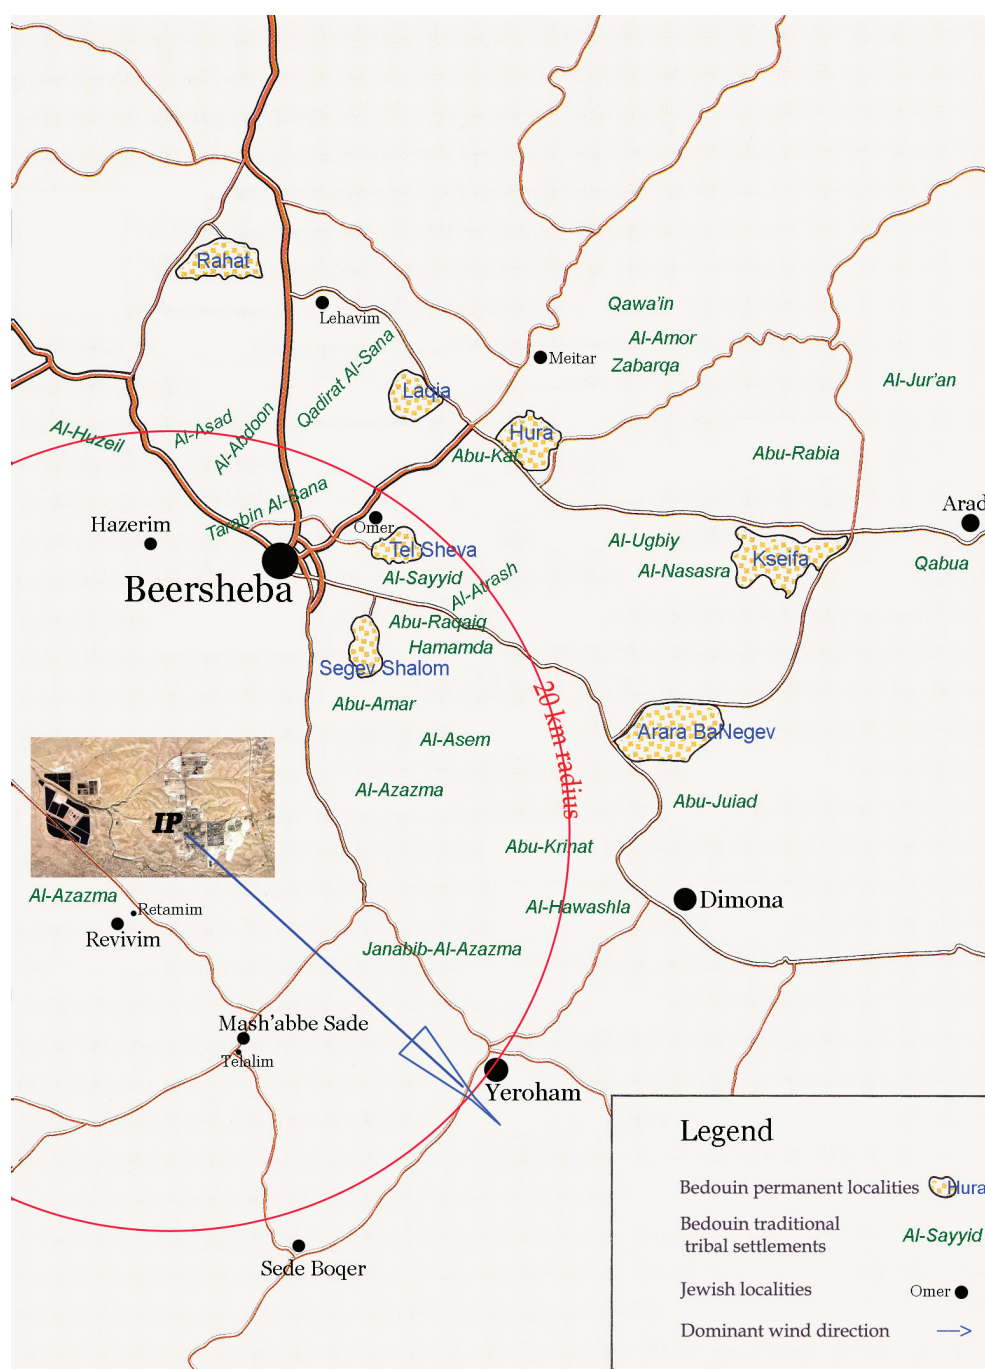 Rahat
Lehavim
Qawa'in
Al-Amor
Zabarqa
Meitar
Al-Jur'an
Qadirat Al-Sana
Laqia
Hura
Al-Huzeil
Al-Asad
Al-Abdoon
Abu-Kaf
Abu-Rabia
Tarabin Al-Sana
Hazerim
Omer
Arad
Tel Sheva
Al-Ugbiy
Kseifa
Qabua
Beersheba
Al-Sayyid
Al-Atrash
Al-Nasasra
Abu-Raqaiq
Hamamda
Segev Shalom
Abu-Amar
20 km radius
Arara BaNegev
Al-Asem
Al-Azazma
Abu-Juiad
IP
Abu-Krinat
Al-Azazma
Retamim
Revivim
Al-Hawashla
Dimona
Janabib-Al-Azazma
Mash'abbe Sade
Telalim
Yeroham
Sede Boqer
Legend
Bedouin permanent localities Hura
Bedouin traditional
tribal settlements Al-Sayyid
Jewish localities Omer
Dominant wind direction